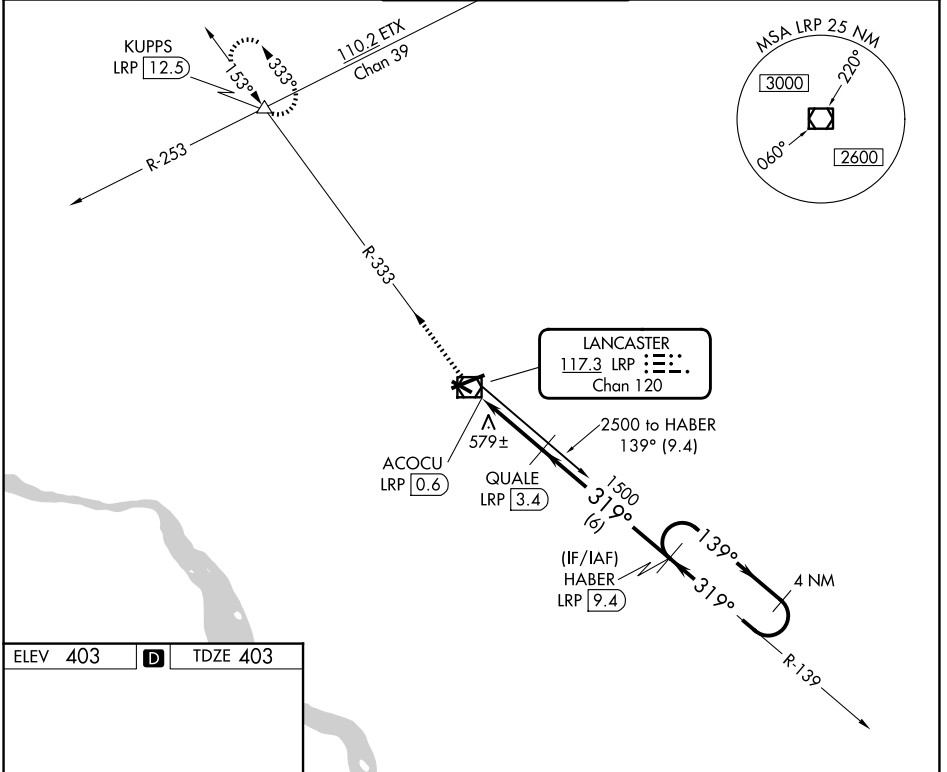 KUPPS
LRP 12.5
153°
333°
110.2 ETX
Chan 39
R-253
MSA LRP 25 NM
3000
220°
060°
2600
R-333
LANCASTER
117.3 LRP
Chan 120
579±
2500 to HABER
139° (9.4)
ACOCU
LRP 0.6
QUALE
LRP 3.4
1500
319°
(6)
(IF/IAF)
HABER
LRP 9.4
139°
319°
4 NM
R-139
ELEV 403 D TDZE 403